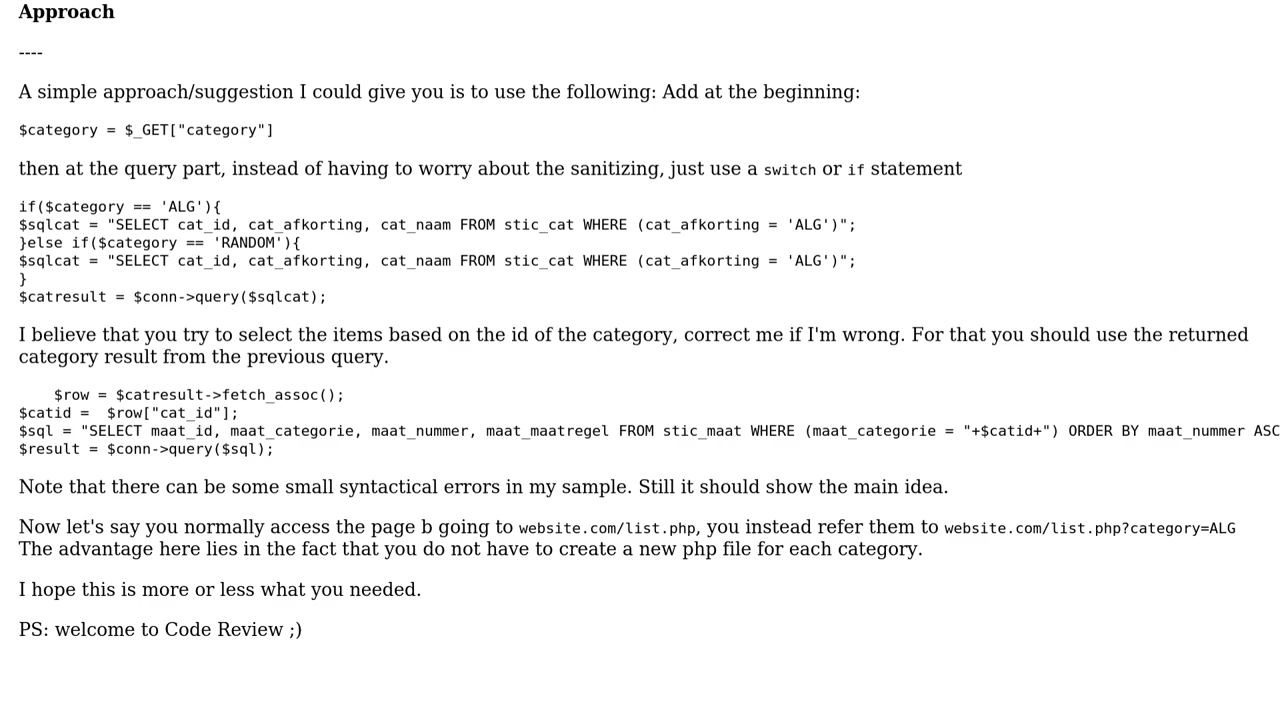 Approach
----
A simple approach/suggestion I could give you is to use the following: Add at the beginning:
$category = $_GET["category"]
then at the query part, instead of having to worry about the sanitizing, just use a switch or if statement
if($category == 'ALG'){
$sqlcat = "SELECT cat_id, cat_afkorting, cat_naam FROM stic_cat WHERE (cat_afkorting = 'ALG')";
}else if($category == 'RANDOM'){
$sqlcat = "SELECT cat_id, cat_afkorting, cat_naam FROM stic_cat WHERE (cat_afkorting = 'ALG')";
}
$catresult = $conn->query($sqlcat);
I believe that you try to select the items based on the id of the category, correct me if I'm wrong. For that you should use the returned
category result from the previous query.
    $row = $catresult->fetch_assoc();
$catid =  $row["cat_id"];
$sql = "SELECT maat_id, maat_categorie, maat_nummer, maat_maatregel FROM stic_maat WHERE (maat_categorie = "+$catid+") ORDER BY maat_nummer ASC
$result = $conn->query($sql);
Note that there can be some small syntactical errors in my sample. Still it should show the main idea.
Now let's say you normally access the page b going to website.com/list.php, you instead refer them to website.com/list.php?category=ALG
The advantage here lies in the fact that you do not have to create a new php file for each category.
I hope this is more or less what you needed.
PS: welcome to Code Review ;)